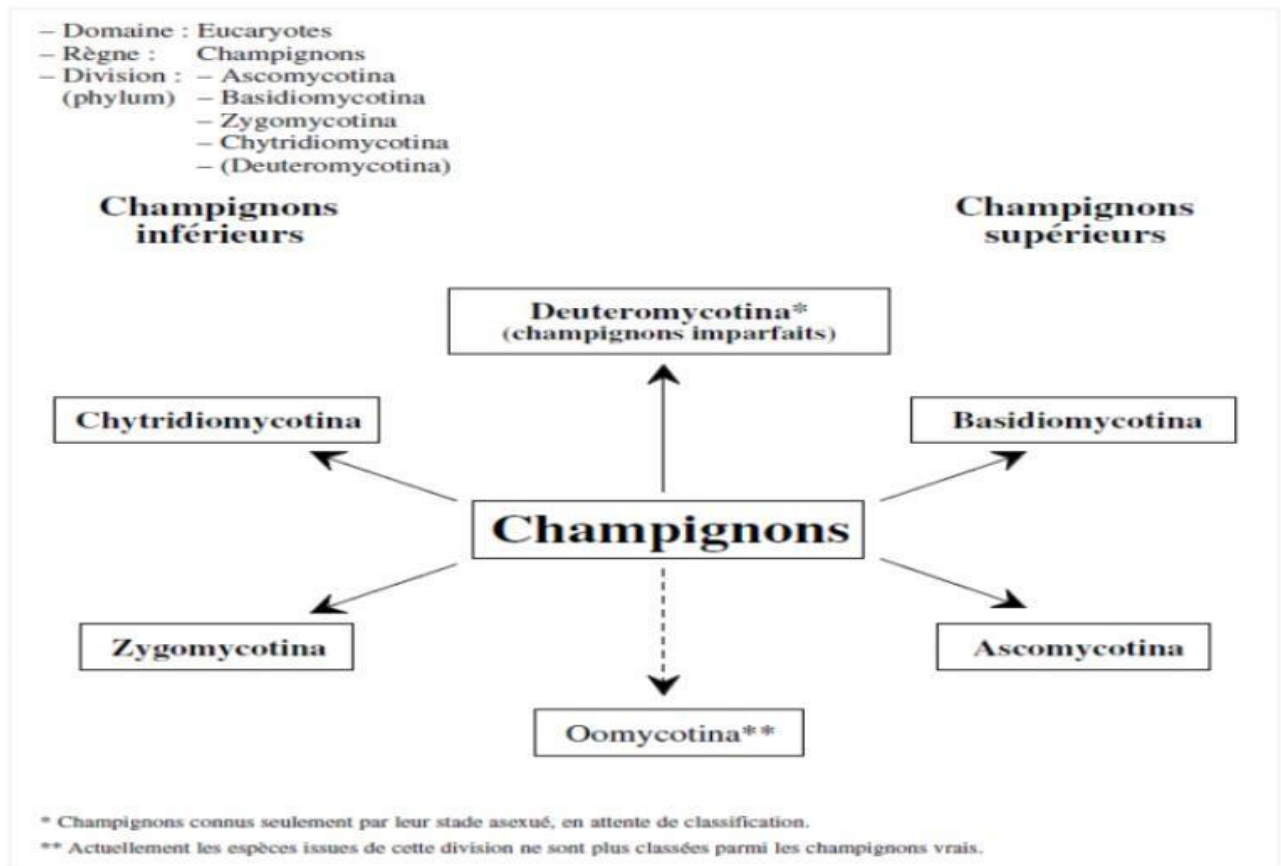 – Domaine : Eucaryotes
– Règne : Champignons
– Division : – Ascomycotina
(phylum) – Basidiomycotina
– Zygomycotina
– Chytridiomycotina
– (Deuteromycotina)
Champignons
inférieurs
Champignons
supérieurs
Deuteromycotina*
(champignons imparfaits)
Chytridiomycotina
Basidiomycotina
Champignons
Zygomycotina
Ascomycotina
Oomycotina**
* Champignons connus seulement par leur stade asexué, en attente de classification.
** Actuellement les espèces issues de cette division ne sont plus classées parmi les champignons vrais.